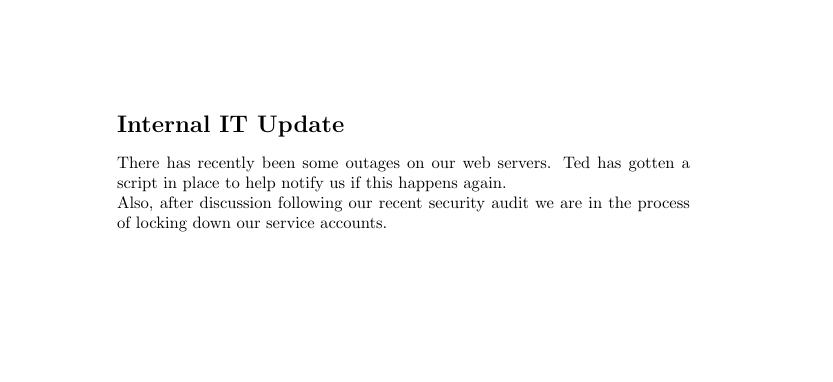 Internal IT Update
There has recently been some outages on our web servers. Ted has gotten a
script in place to help notify us if this happens again.
Also, after discussion following our recent security audit we are in the process
of locking down our service accounts.